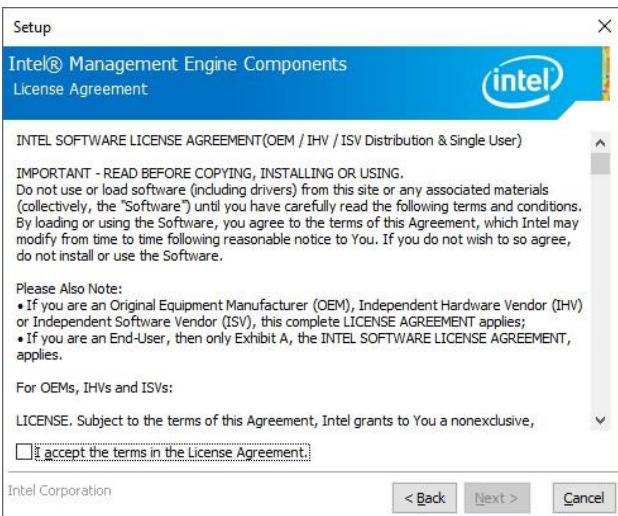 Setup
Intel® Management Engine Components
License Agreement
intel
INTEL SOFTWARE LICENSE AGREEMENT(OEM / IHV / ISV Distribution & Single User)
IMPORTANT - READ BEFORE COPYING, INSTALLING OR USING.
Do not use or load software (including drivers) from this site or any associated materials
(collectively, the "Software") until you have carefully read the following terms and conditions.
By loading or using the Software, you agree to the terms of this Agreement, which Intel may
modify from time to time following reasonable notice to You. If you do not wish to so agree,
do not install or use the Software.
Please Also Note:
• If you are an Original Equipment Manufacturer (OEM), Independent Hardware Vendor (IHV)
or Independent Software Vendor (ISV), this complete LICENSE AGREEMENT applies;
• If you are an End-User, then only Exhibit A, the INTEL SOFTWARE LICENSE AGREEMENT,
applies.
For OEMs, IHVs and ISVs:
LICENSE. Subject to the terms of this Agreement, Intel grants to You a nonexclusive,
I accept the terms in the License Agreement.
Intel Corporation
< Back Next > Cancel